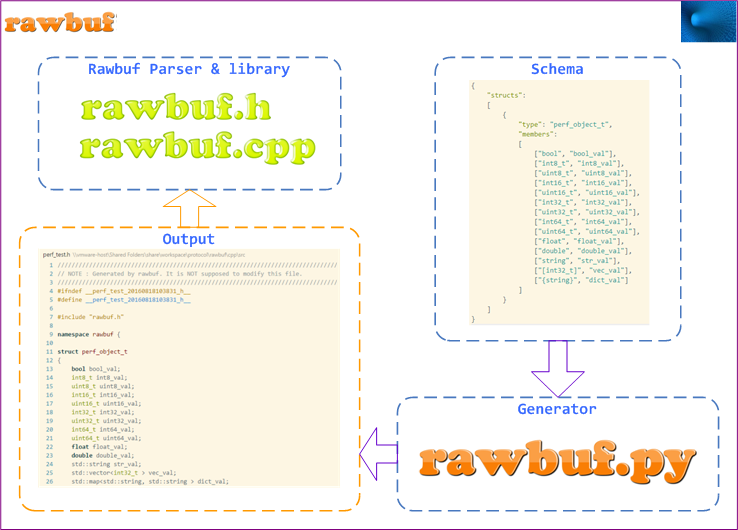 rawbuf
Rawbuf Parser & library
rawbuf.h
rawbuf.cpp
Schema
{
"structs":
[
{
"type": "perf_object_t",
"members":
[
["bool", "bool_val"],
["int8_t", "int8_val"],
["uint8_t", "uint8_val"],
["int16_t", "int16_val"],
["uint16_t", "uint16_val"],
["int32_t", "int32_val"],
["uint32_t", "uint32_val"],
["int64_t", "int64_val"],
["uint64_t", "uint64_val"],
["float", "float_val"],
["double", "double_val"],
["string", "str_val"],
["[int32_t]", "vec_val"],
["{string}", "dict_val"]
]
}
]
}
Output
perf_test.h \\vmware-host\Shared Folders\share\workspace\protocol\rawbuf\cpp\src
1 //////////////////////////////////////////////////////////////////////////
2 // NOTE : Generated by rawbuf. It is NOT supposed to modify this file.
3 //////////////////////////////////////////////////////////////////////////
4 #ifndef __perf_test_20160818103831_h__
5 #define __perf_test_20160818103831_h__
6
7 #include "rawbuf.h"
8
9 namespace rawbuf {
10
11 struct perf_object_t
12 {
13 bool bool_val;
14 int8_t int8_val;
15 uint8_t uint8_val;
16 int16_t int16_val;
17 uint16_t uint16_val;
18 int32_t int32_val;
19 uint32_t uint32_val;
20 int64_t int64_val;
21 uint64_t uint64_val;
22 float float_val;
23 double double_val;
24 std::string str_val;
25 std::vector<int32_t > vec_val;
26 std::map<std::string, std::string > dict_val;
Generator
rawbuf.py